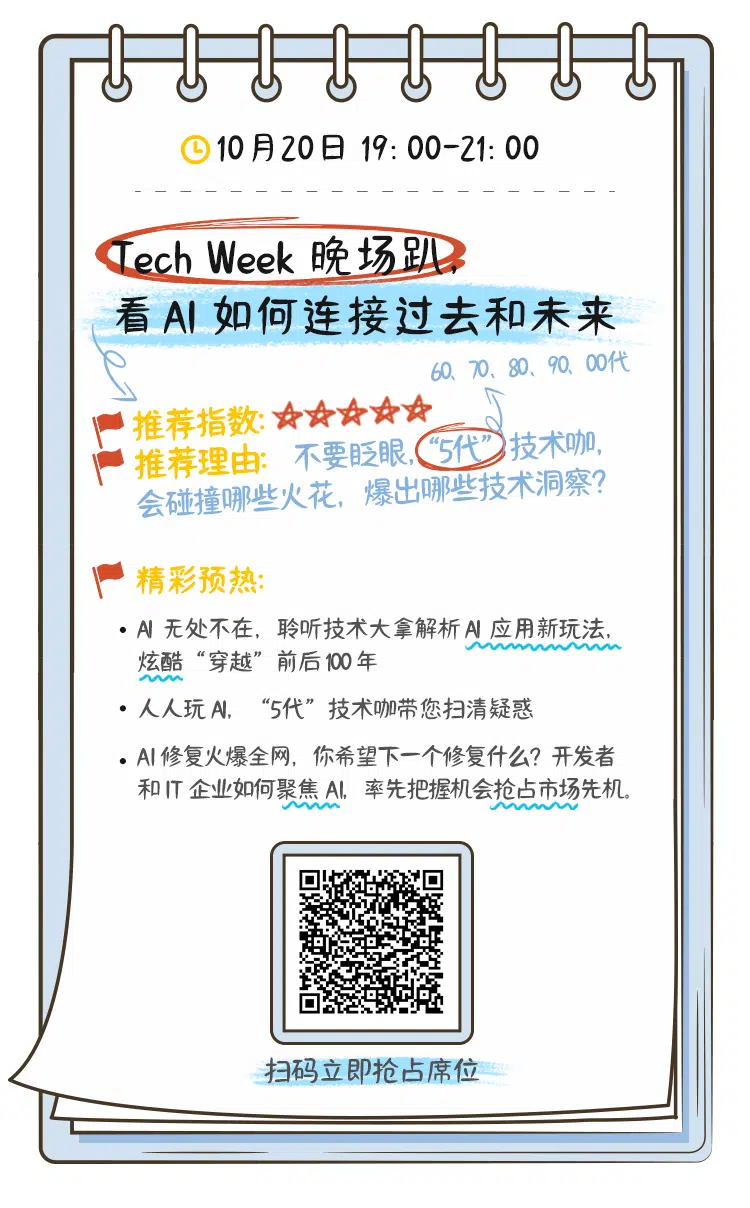 10月20日 19:00-21:00
Tech Week 晚场趴,
看 AI 如何连接过去和未来
60、70、80、90、00代
推荐指数:
推荐理由: 不要眨眼,“5代”技术咖,
会碰撞哪些火花, 爆出哪些技术洞察?
精彩预热:
• AI 无处不在, 聆听技术大拿解析 AI 应用新玩法,
炫酷“穿越”前后100年
• 人人玩 AI, “5代”技术咖带您扫清疑惑
• AI修复火爆全网, 你希望下一个修复什么? 开发者
和 IT 企业如何聚焦 AI, 率先把握机会抢占市场先机。
扫码立即抢占席位